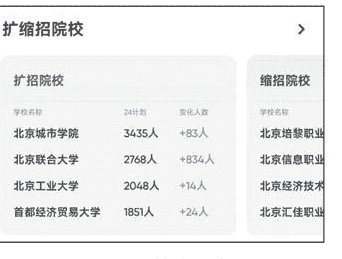 扩缩招院校
扩招院校
学校名称 24计划 变化人数
北京城市学院 3435人 +83人
北京联合大学 2768人 +834人
北京工业大学 2048人 +14人
首都经济贸易大学 1851人 +24人
缩招院校
学校名称
北京培黎职业
北京信息职业
北京经济技术
北京汇佳职业